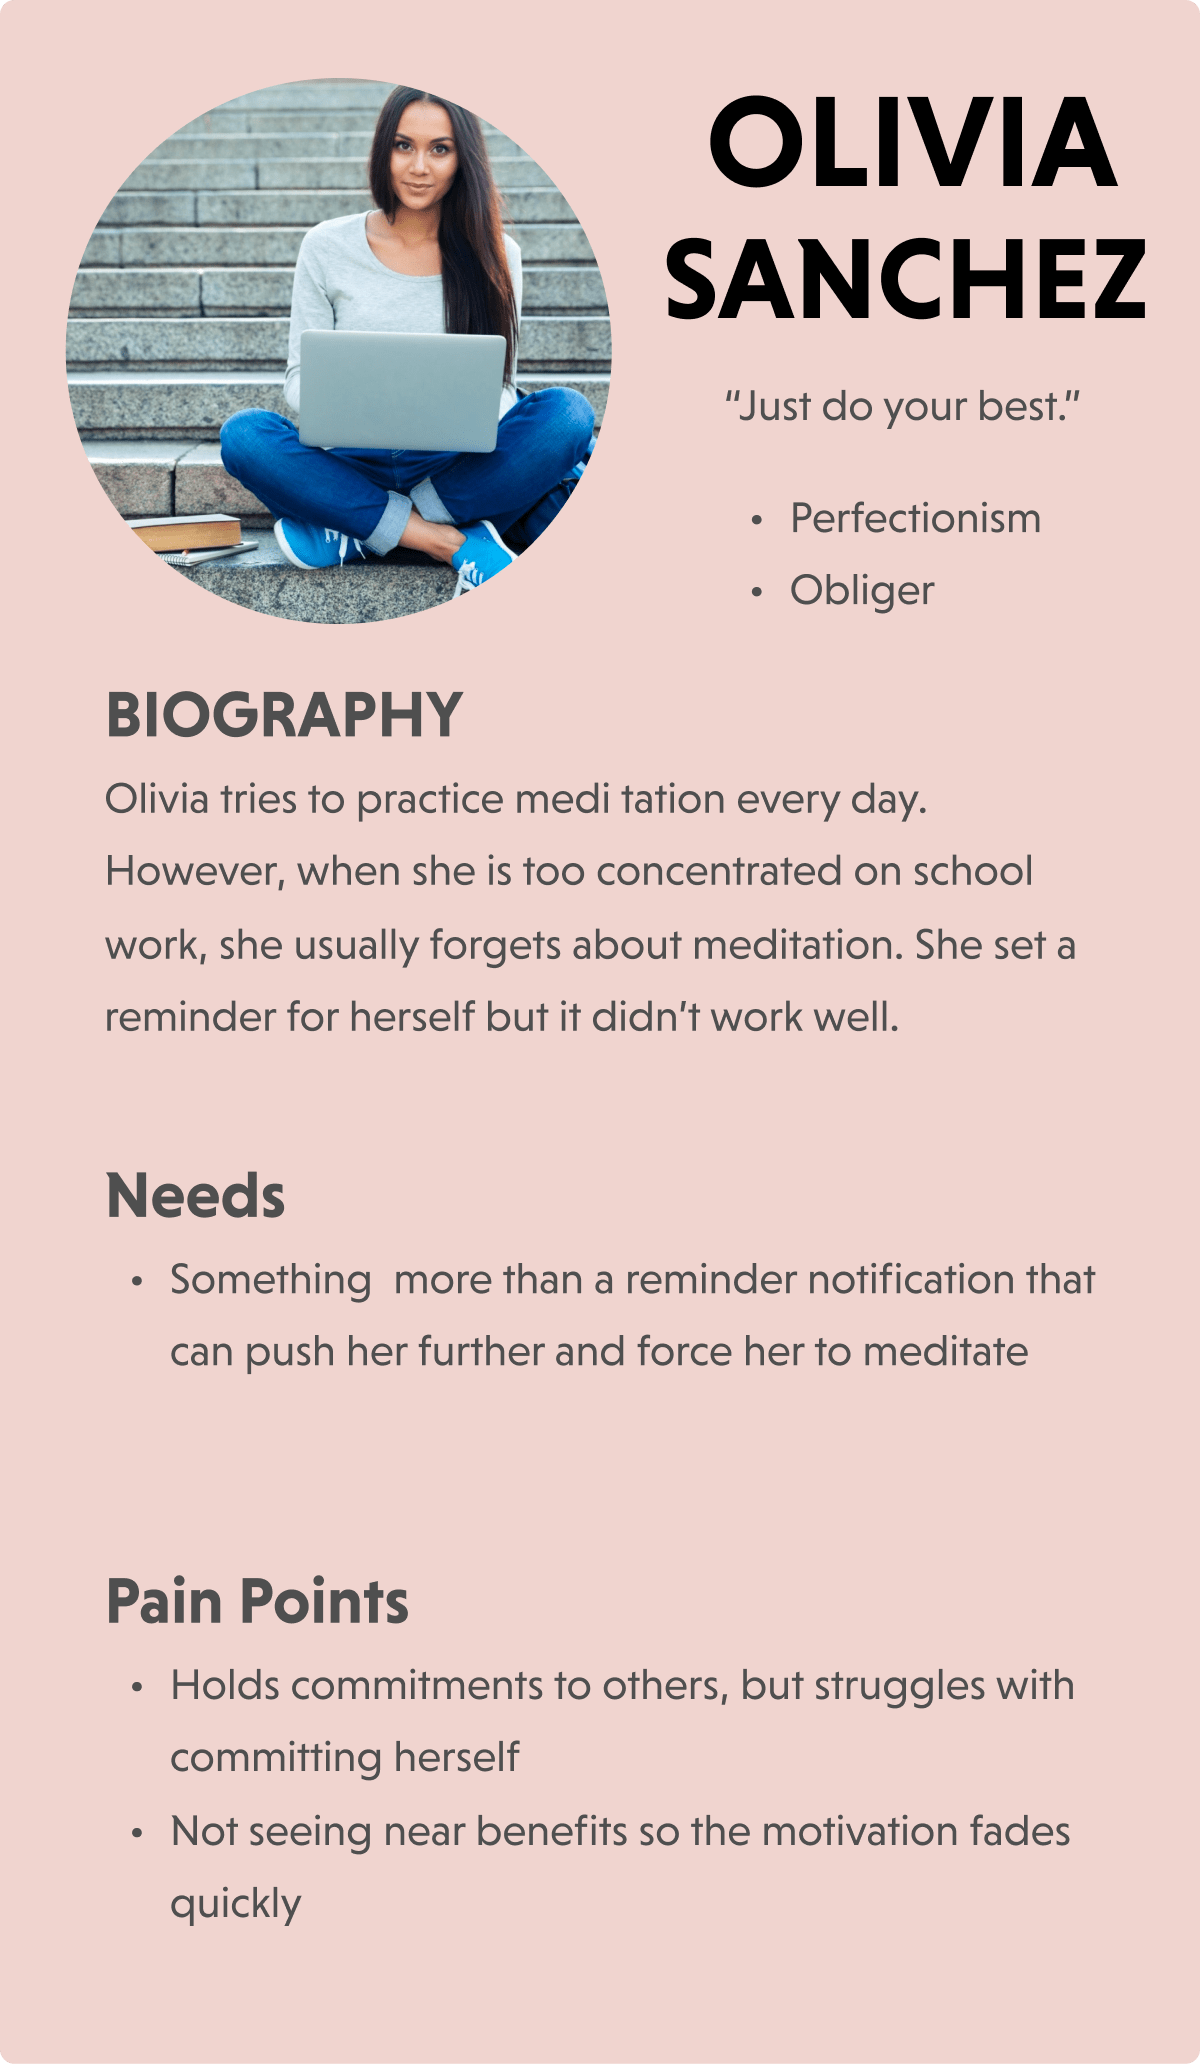 OLIVIA
SANCHEZ
“Just do your best.”
• Perfectionism
• Obliger
BIOGRAPHY
Olivia tries to practice medi tation every day.
However, when she is too concentrated on school
work, she usually forgets about meditation. She set a
reminder for herself but it didn’t work well.
Needs
• Something  more than a reminder notification that
can push her further and force her to meditate
Pain Points
• Holds commitments to others, but struggles with
committing herself
• Not seeing near benefits so the motivation fades
quickly